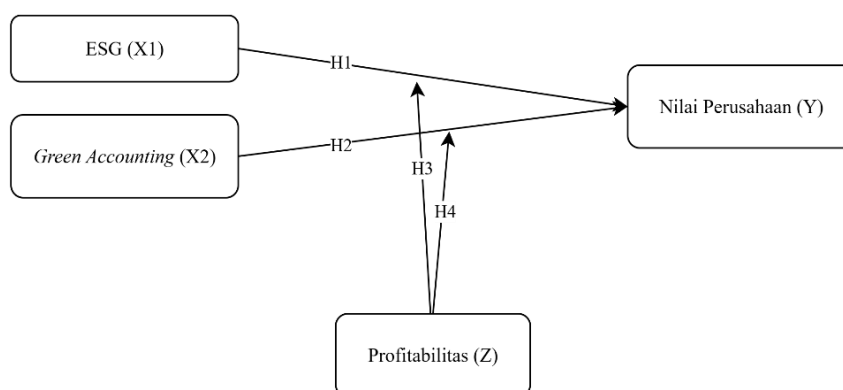 ESG (X1)
H1
Nilai Perusahaan (Y)
Green Accounting (X2)
H2
H3
H4
Profitabilitas (Z)